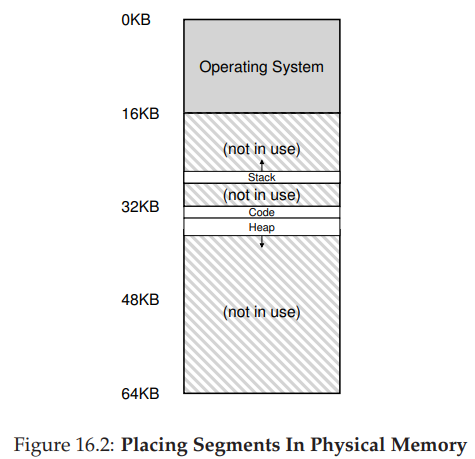 0KB
Operating System
16KB
(not in use)
Stack
(not in use)
32KB
Code
Heap
48KB
(not in use)
64KB
Figure 16.2: Placing Segments In Physical Memory